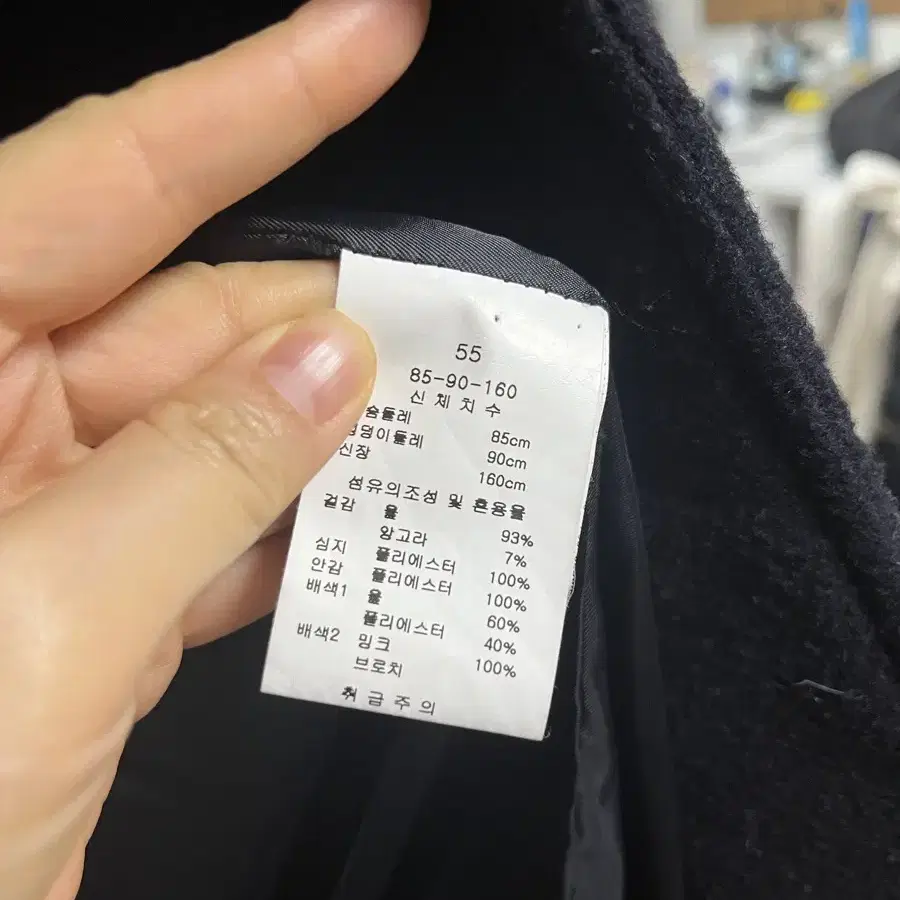 55
85-90-160
신체치수
슴둘레 85cm
덩이둘레 90cm
신장 160cm
섬유의조성 및 혼용율
겉감 울 93%
앙고라 7%
심지 폴리에스터 100%
안감 폴리에스터 100%
배색1 울 60%
폴리에스터 40%
배색2 밍크 100%
브로치
취급주의